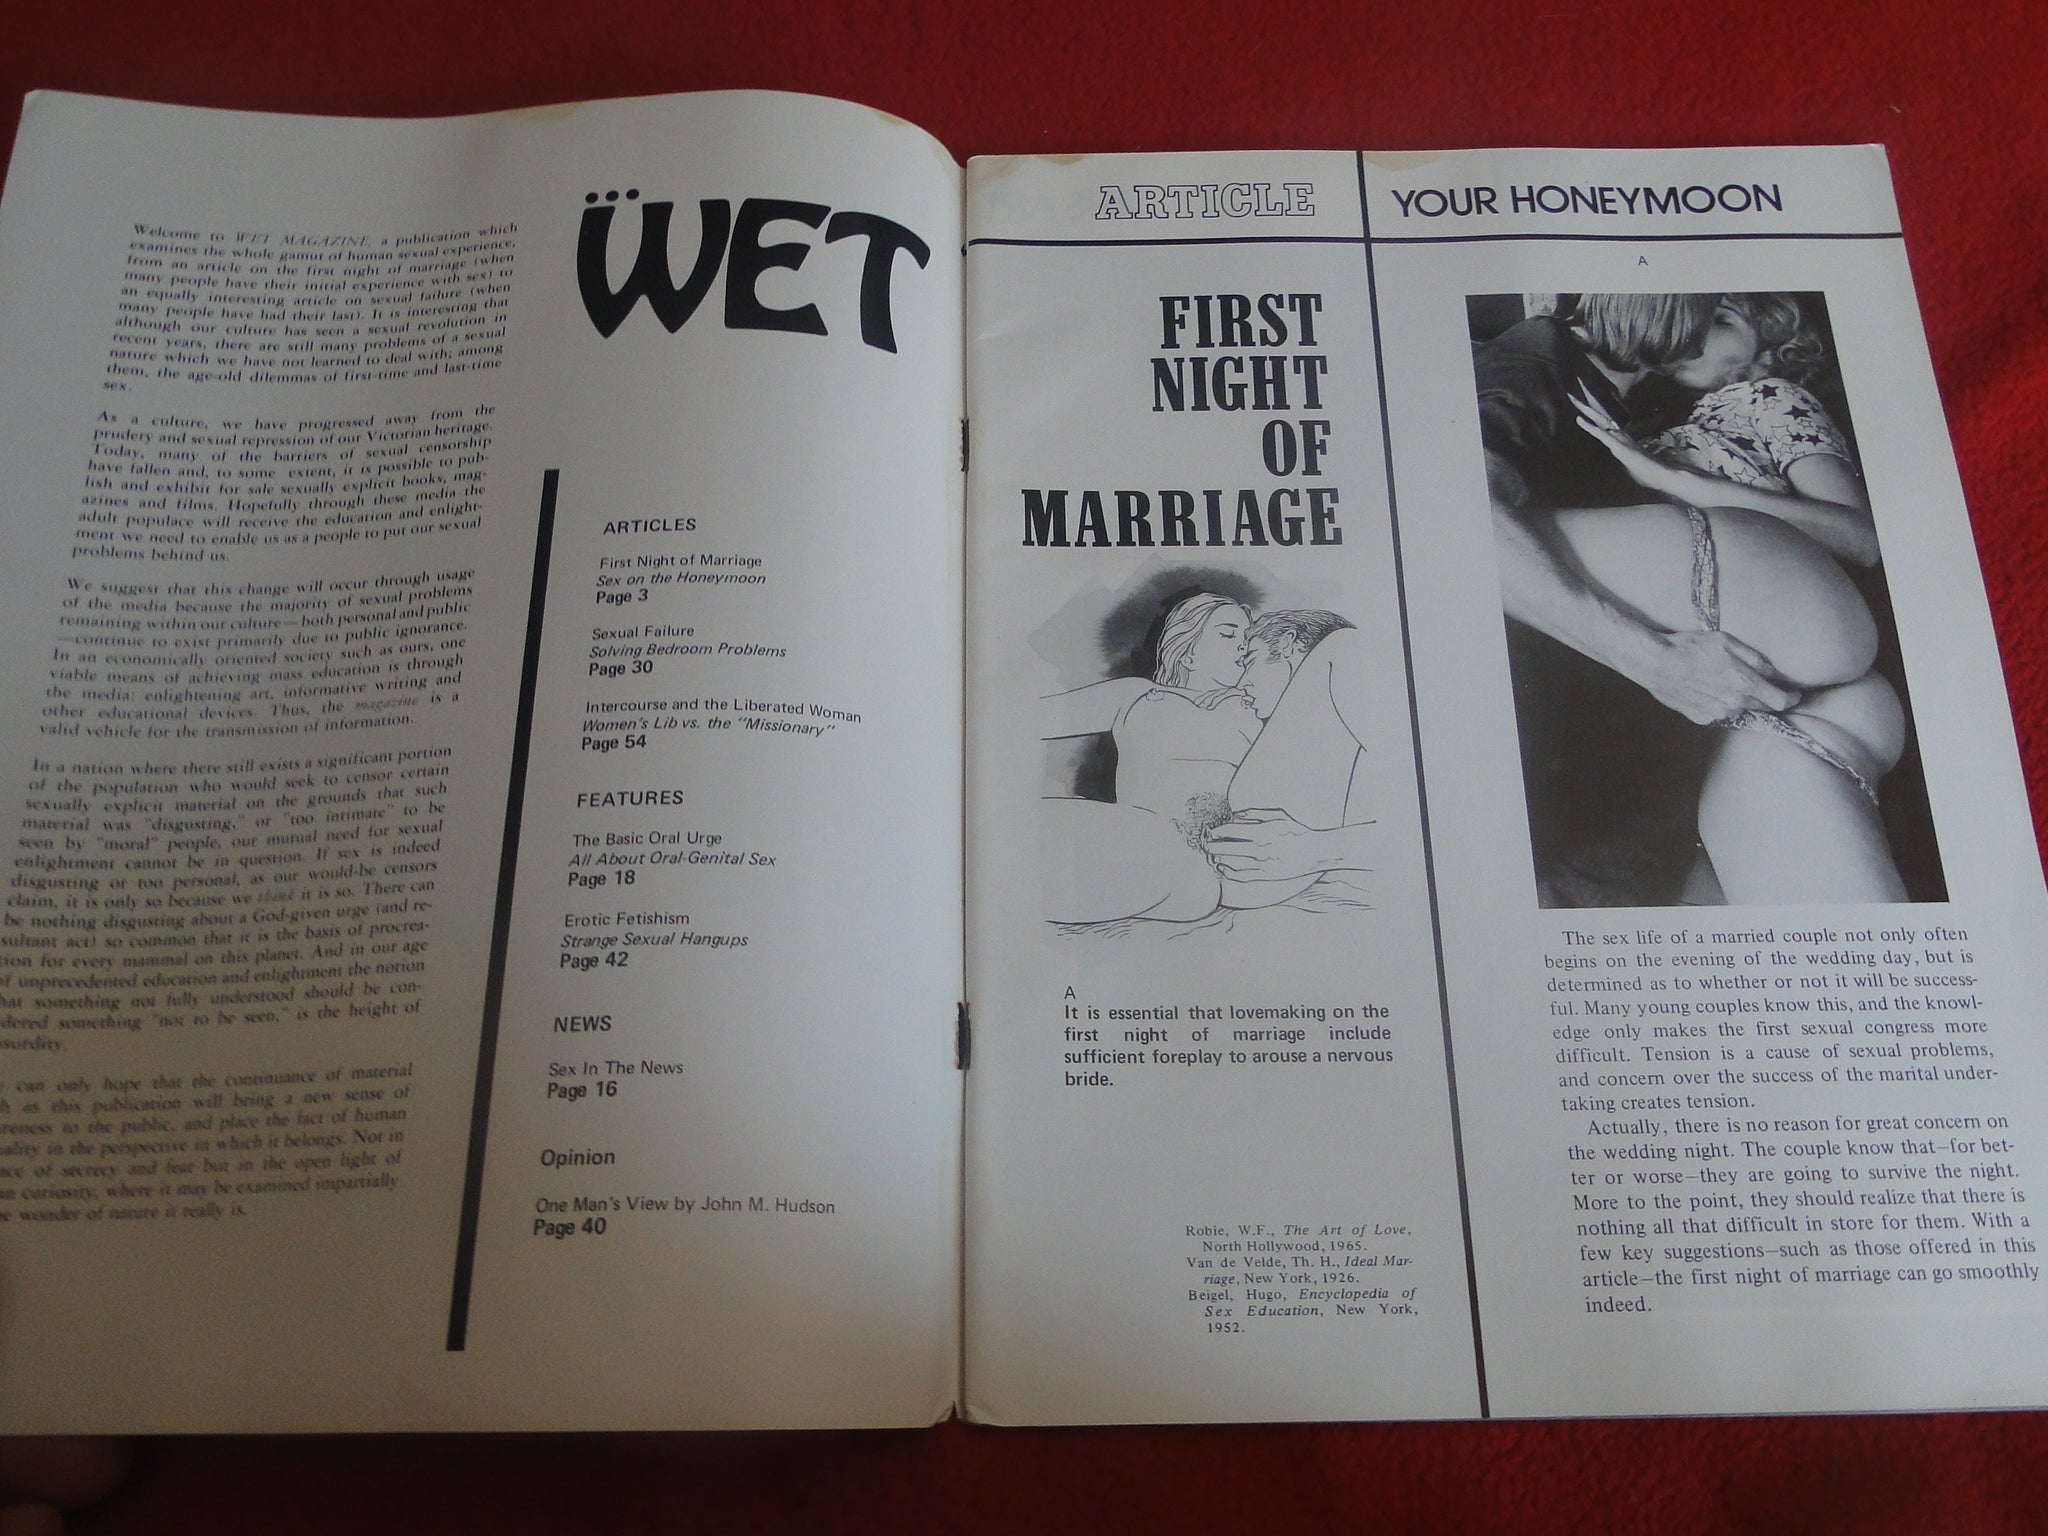 Welcome to WET MAGAZINE, a publication which
examines the whole gamut of human sexual experience,
from an article on the first night of marriage (when
many people have their initial experience with sex) to
an equally interesting article on sexual failure (when
many people have had their last). It is interesting that
although our culture has seen a sexual revolution in
recent years, there are still many problems of a sexual
nature which we have not learned to deal with; among
them, the age-old dilemmas of first-time and last-time
sex.
As a culture, we have progressed away from the
prudery and sexual repression of our Victorian heritage.
Today, many of the barriers of sexual censorship
have fallen and, to some extent, it is possible to pub-
lish and exhibit for sale sexually explicit books, mag-
azines and films. Hopefully through these media the
adult populace will receive the education and enlight-
ment we need to enable us as a people to put our sexual
problems behind us.
We suggest that this change will occur through usage
of the media because the majority of sexual problems
remaining within our culture—both personal and public
—continue to exist primarily due to public ignorance.
In an economically oriented society such as ours, one
viable means of achieving mass education is through
the media: enlightening art, informative writing and
other educational devices. Thus, the magazine is a
valid vehicle for the transmission of information.
In a nation where there still exists a significant portion
of the population who would seek to censor certain
sexually explicit material on the grounds that such
material was "disgusting," or "too intimate" to be
seen by "moral" people, our mutual need for sexual
enlightment cannot be in question. If sex is indeed
disgusting or too personal, as our would-be censors
claim, it is only so because we think it is so. There can
be nothing disgusting about a God-given urge (and re-
sultant act) so common that it is the basis of procrea-
tion for every mammal on this planet. And in our age
of unprecedented education and enlightment the notion
that something not fully understood should be con-
dered something "not to be seen," is the height of
surdity.
can only hope that the continuance of material
h as this publication will bring a new sense of
reness to the public, and place the fact of human
ality in the perspective in which it belongs. Not in
ace of secrecy and fear but in the open light of
an curiosity, where it may be examined impartially
e wonder of nature it really is.
WET
ARTICLES
First Night of Marriage
Sex on the Honeymoon
Page 3
Sexual Failure
Solving Bedroom Problems
Page 30
Intercourse and the Liberated Woman
Women's Lib vs. the "Missionary"
Page 54
FEATURES
The Basic Oral Urge
All About Oral-Genital Sex
Page 18
Erotic Fetishism
Strange Sexual Hangups
Page 42
NEWS
Sex In The News
Page 16
Opinion
One Man's View by John M. Hudson
Page 40
ARTICLE
FIRST
NIGHT
OF
MARRIAGE
A
It is essential that lovemaking on the
first night of marriage include
sufficient foreplay to arouse a nervous
bride.
Robie, W.F., The Art of Love,
North Hollywood, 1965.
Van de Velde, Th. H., Ideal Mar-
riage, New York, 1926.
Beigel, Hugo, Encyclopedia of
Sex Education, New York,
1952.
YOUR HONEYMOON
A
The sex life of a married couple not only often
begins on the evening of the wedding day, but is
determined as to whether or not it will be success-
ful. Many young couples know this, and the knowl-
edge only makes the first sexual congress more
difficult. Tension is a cause of sexual problems,
and concern over the success of the marital under-
taking creates tension.
Actually, there is no reason for great concern on
the wedding night. The couple know that—for bet-
ter or worse—they are going to survive the night.
More to the point, they should realize that there is
nothing all that difficult in store for them. With a
few key suggestions—such as those offered in this
article—the first night of marriage can go smoothly
indeed.